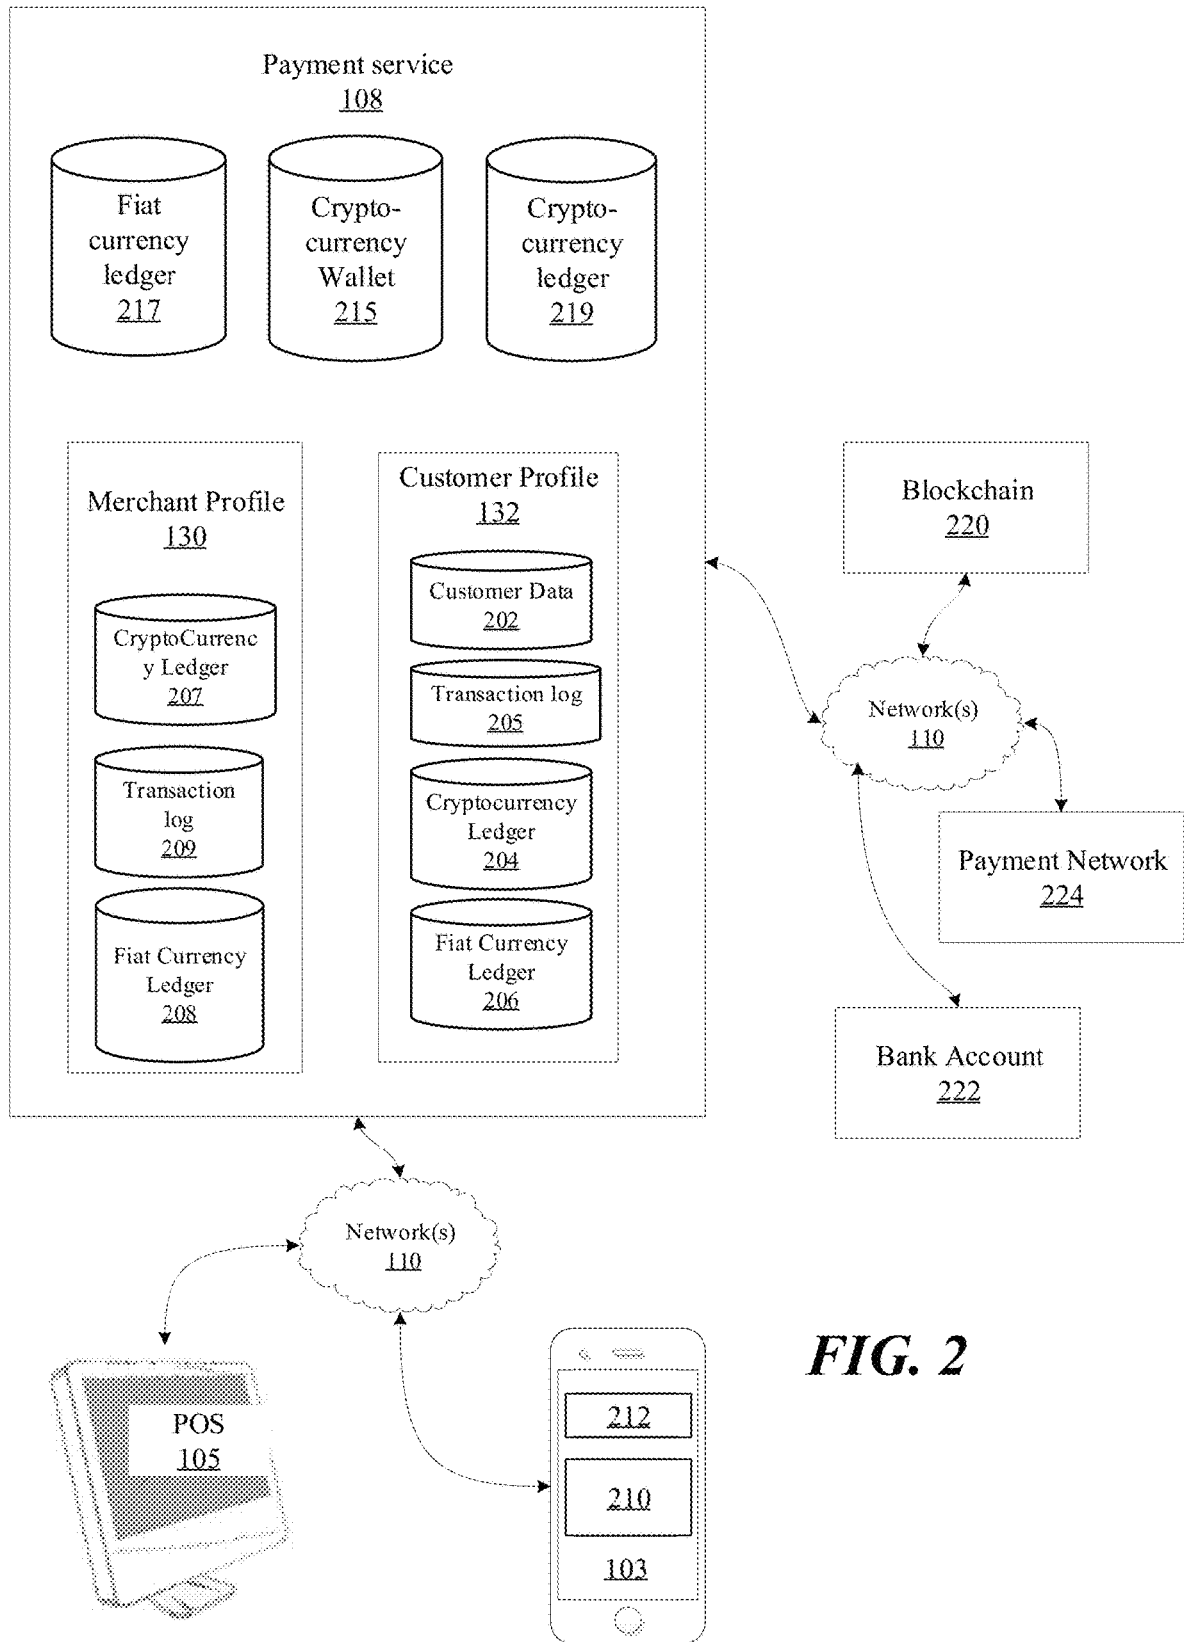 Payment service
108
Fiat
currency
ledger
217
Crypto-
currency
Wallet
215
Crypto-
currency
ledger
219
Merchant Profile
130
CryptoCurrenc
y Ledger
207
Transaction
log
209
Fiat Currency
Ledger
208
Customer Profile
132
Customer Data
202
Transaction log
205
Cryptocurrency
Ledger
204
Fiat Currency
Ledger
206
Blockchain
220
Network(s)
110
Payment Network
224
Bank Account
222
Network(s)
110
POS
105
212
210
103
FIG. 2